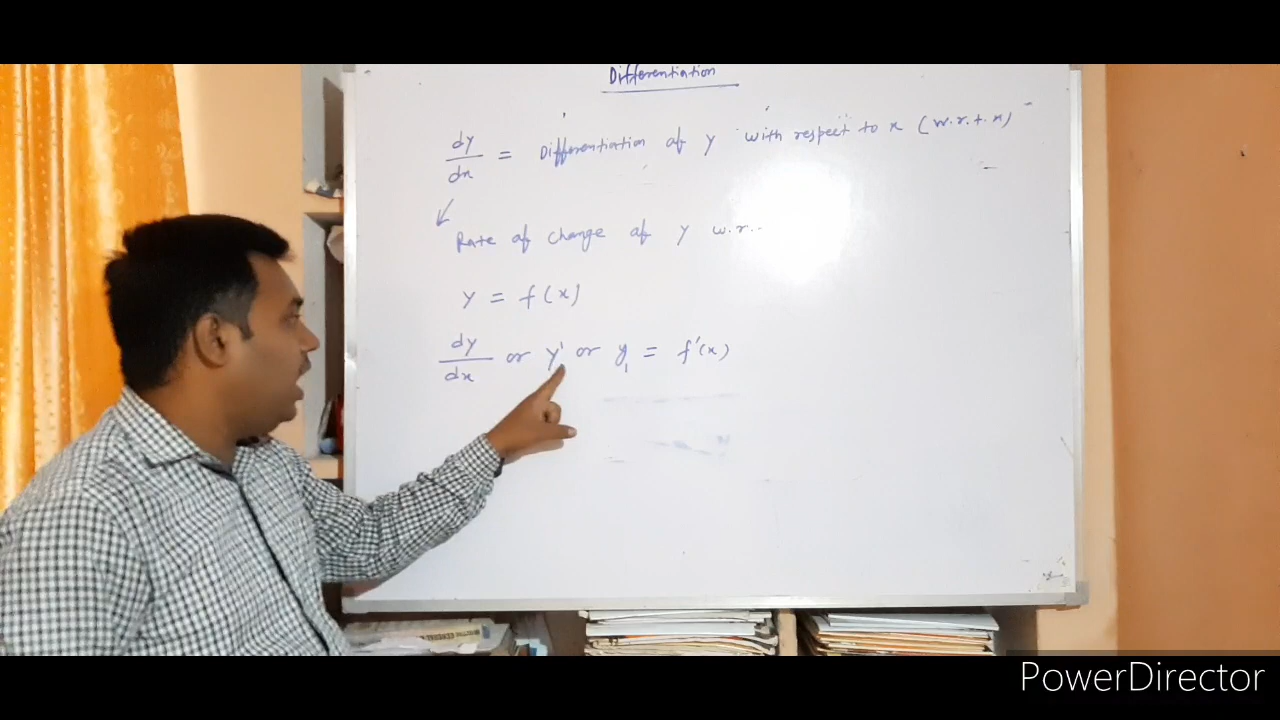 Differentiation
dy/dx = Differentiation of y with respect to x (w.r.t.x)
Rate of change of y w.r..
y = f(x)
dy/dx or y' or y₁ = f'(x)
PowerDirector